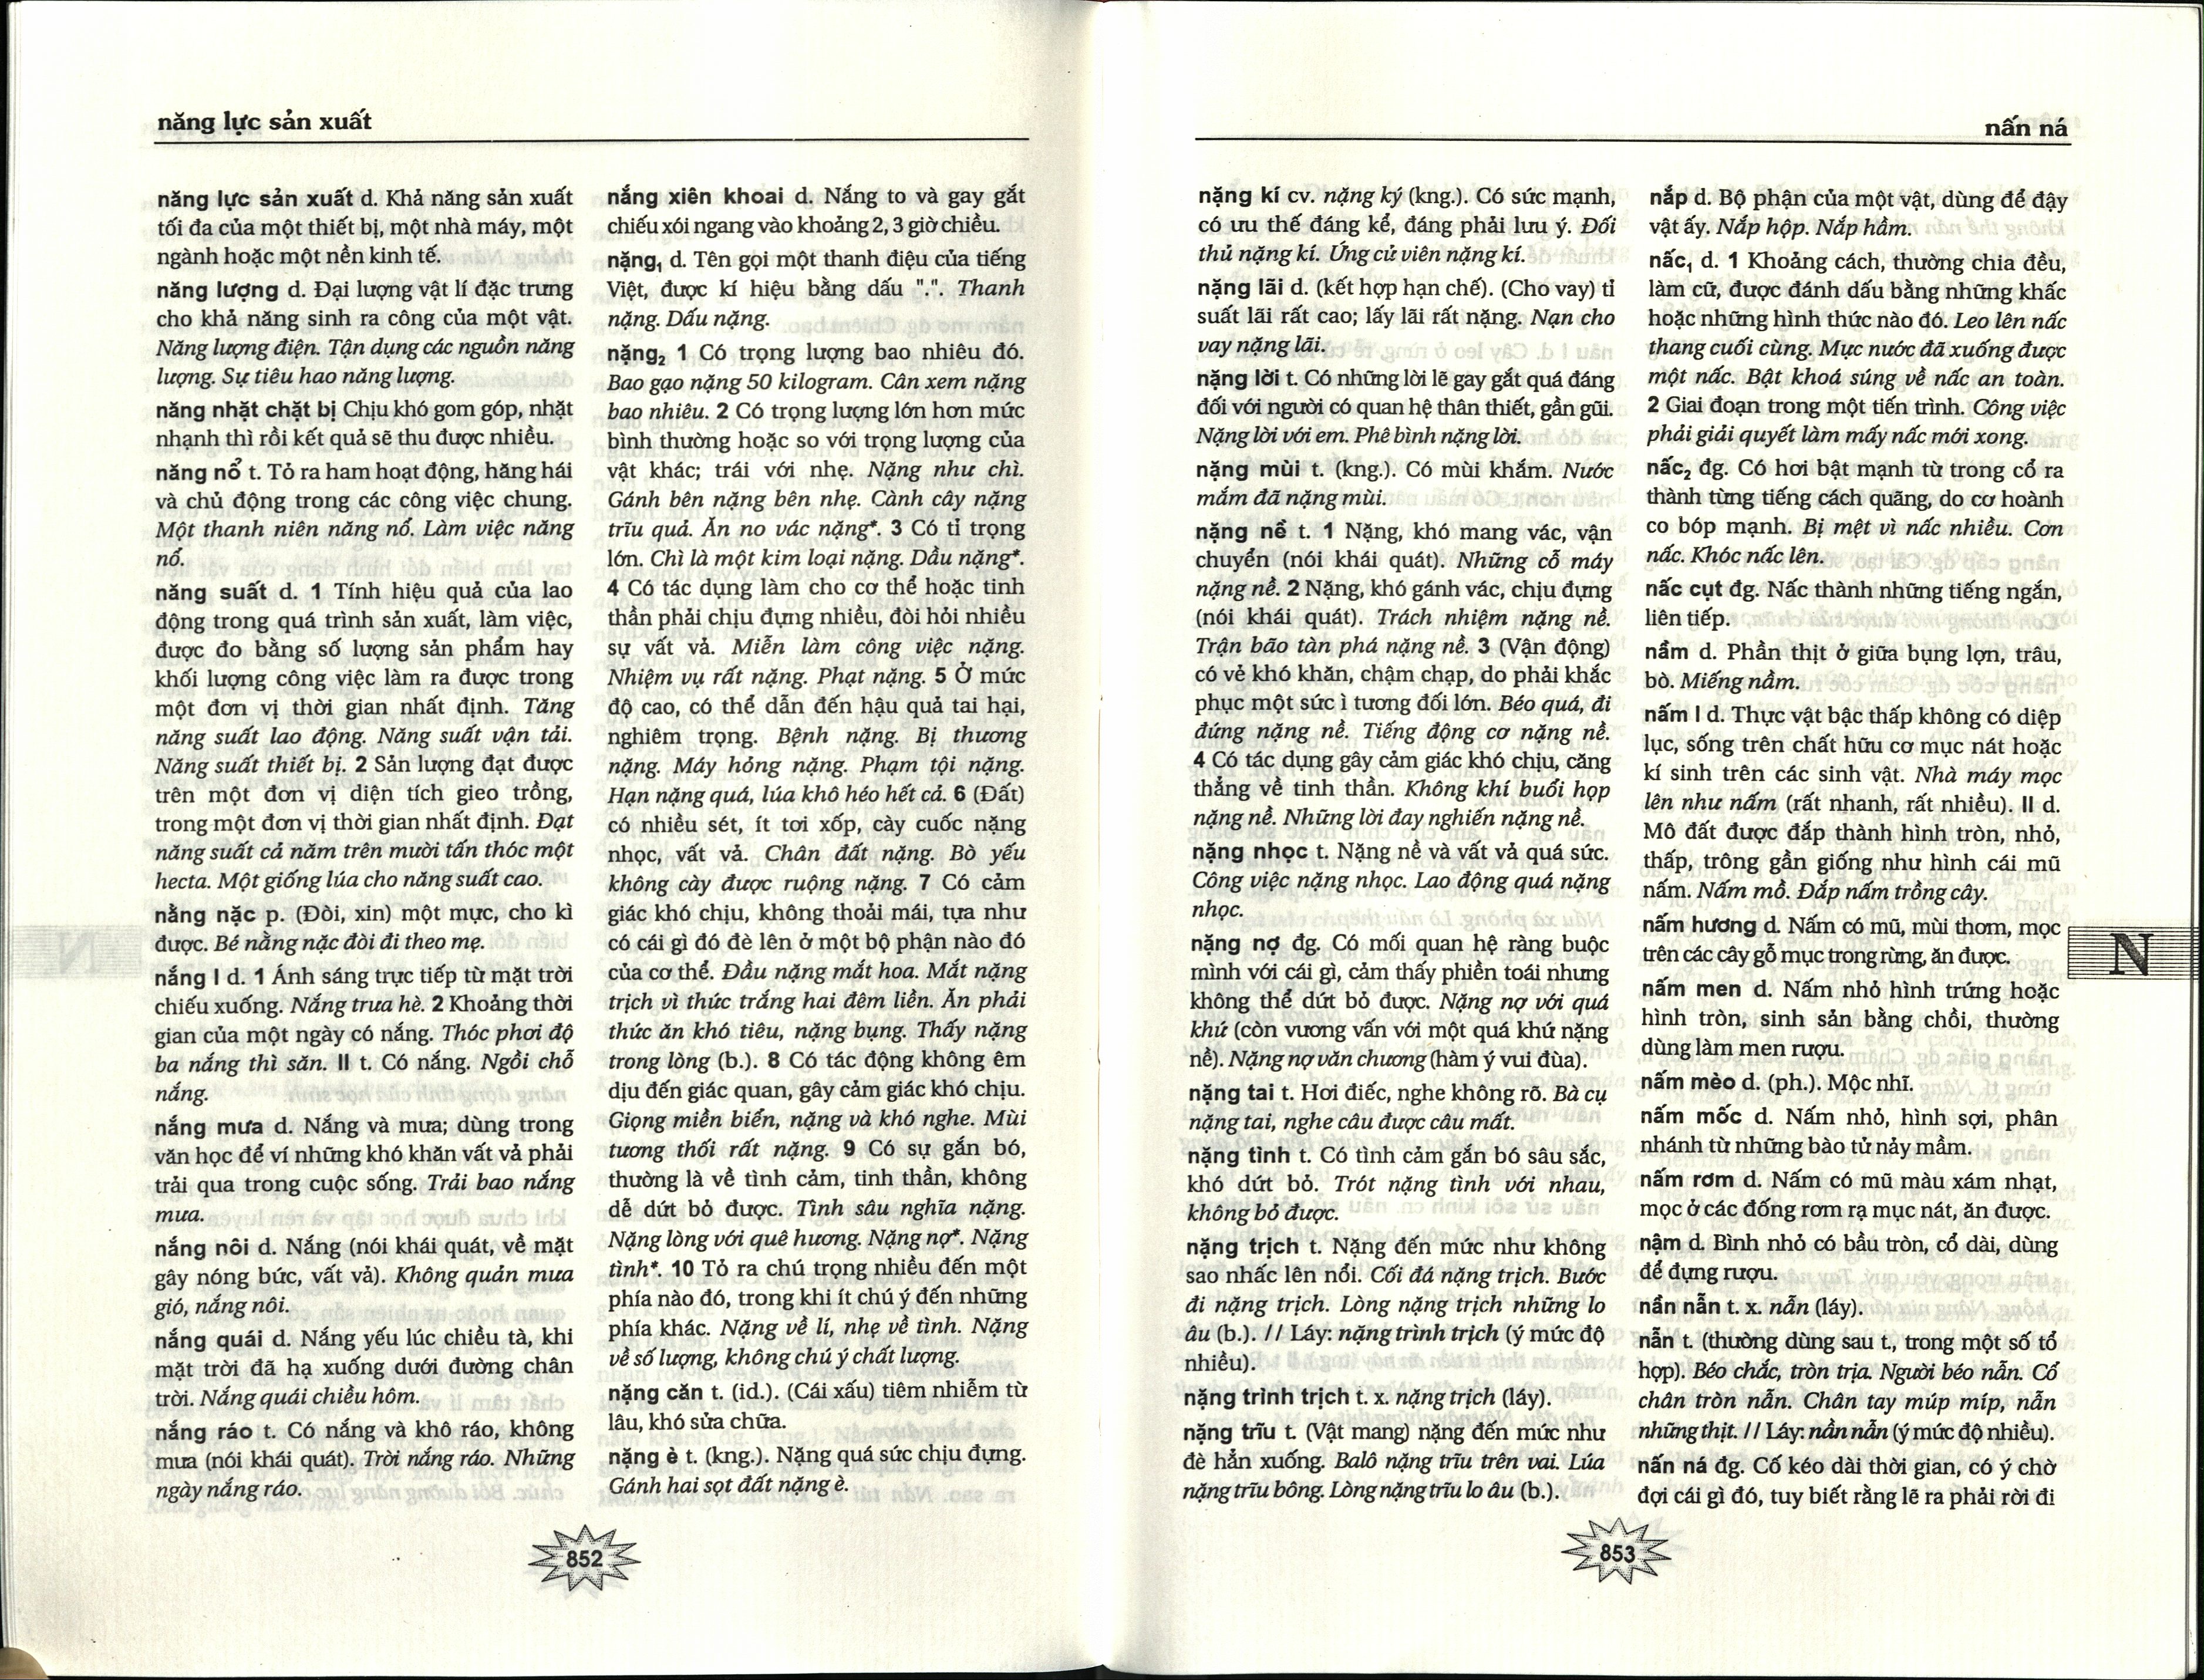 năng lực sản xuất
năng lực sản xuất d. Khả năng sản xuất
tối đa của một thiết bị, một nhà máy, một
ngành hoặc một nền kinh tế.
năng lượng d. Đại lượng vật lí đặc trưng
cho khả năng sinh ra công của một vật.
Năng lượng điện. Tận dụng các nguồn năng
lượng. Sự tiêu hao năng lượng.
năng nhặt chặt bị Chịu khó gom góp, nhặt
nhạnh thì rồi kết quả sẽ thu được nhiều.
năng nổ t. Tỏ ra ham hoạt động, hăng hái
và chủ động trong các công việc chung.
Một thanh niên năng nổ. Làm việc năng
nổ.
năng suất d. 1 Tính hiệu quả của lao
động trong quá trình sản xuất, làm việc,
được đo bằng số lượng sản phẩm hay
khối lượng công việc làm ra được trong
một đơn vị thời gian nhất định. Tăng
năng suất lao động. Năng suất vận tải.
Năng suất thiết bị. 2 Sản lượng đạt được
trên một đơn vị diện tích gieo trồng,
trong một đơn vị thời gian nhất định. Đạt
năng suất cả năm trên mười tấn thóc một
hecta. Một giống lúa cho năng suất cao.
nằng nặc p. (Đòi, xin) một mực, cho kì
được. Bé nằng nặc đòi đi theo mẹ.
nắng I d. 1 Ánh sáng trực tiếp từ mặt trời
chiếu xuống. Nắng trưa hè. 2 Khoảng thời
gian của một ngày có nắng. Thóc phơi độ
ba nắng thì săn. II t. Có nắng. Ngồi chỗ
nắng.
nắng mưa d. Nắng và mưa; dùng trong
văn học để ví những khó khăn vất vả phải
trải qua trong cuộc sống. Trải bao nắng
mưa.
nắng nôi d. Nắng (nói khái quát, về mặt
gây nóng bức, vất vả). Không quản mưa
gió, nắng nôi.
nắng quái d. Nắng yếu lúc chiều tà, khi
mặt trời đã hạ xuống dưới đường chân
trời. Nắng quái chiều hôm.
nắng ráo t. Có nắng và khô ráo, không
mưa (nói khái quát). Trời nắng ráo. Những
ngày nắng ráo.
nắng xiên khoai d. Nắng to và gay gắt
chiếu xói ngang vào khoảng 2, 3 giờ chiều.
nặng₁ d. Tên gọi một thanh điệu của tiếng
Việt, được kí hiệu bằng dấu ".". Thanh
nặng. Dấu nặng.
nặng₂ 1 Có trọng lượng bao nhiêu đó.
Bao gạo nặng 50 kilogram. Cân xem nặng
bao nhiêu. 2 Có trọng lượng lớn hơn mức
bình thường hoặc so với trọng lượng của
vật khác; trái với nhẹ. Nặng như chì.
Gánh bên nặng bên nhẹ. Cành cây nặng
trĩu quả. Ăn no vác nặng*. 3 Có tỉ trọng
lớn. Chì là một kim loại nặng. Dầu nặng*.
4 Có tác dụng làm cho cơ thể hoặc tinh
thần phải chịu đựng nhiều, đòi hỏi nhiều
sự vất vả. Miễn làm công việc nặng.
Nhiệm vụ rất nặng. Phạt nặng. 5 Ở mức
độ cao, có thể dẫn đến hậu quả tai hại,
nghiêm trọng. Bệnh nặng. Bị thương
nặng. Máy hỏng nặng. Phạm tội nặng.
Hạn nặng quá, lúa khô héo hết cả. 6 (Đất)
có nhiều sét, ít tơi xốp, cày cuốc nặng
nhọc, vất vả. Chân đất nặng. Bò yếu
không cày được ruộng nặng. 7 Có cảm
giác khó chịu, không thoải mái, tựa như
có cái gì đó đè lên ở một bộ phận nào đó
của cơ thể. Đầu nặng mắt hoa. Mắt nặng
trịch vì thức trắng hai đêm liền. Ăn phải
thức ăn khó tiêu, nặng bụng. Thấy nặng
trong lòng (b.). 8 Có tác động không êm
dịu đến giác quan, gây cảm giác khó chịu.
Giọng miền biển, nặng và khó nghe. Mùi
tương thối rất nặng. 9 Có sự gắn bó,
thường là về tình cảm, tinh thần, không
dễ dứt bỏ được. Tình sâu nghĩa nặng.
Nặng lòng với quê hương. Nặng nợ*. Nặng
tình*. 10 Tỏ ra chú trọng nhiều đến một
phía nào đó, trong khi ít chú ý đến những
phía khác. Nặng về lí, nhẹ về tình. Nặng
về số lượng, không chú ý chất lượng.
nặng căn t. (id.). (Cái xấu) tiêm nhiễm từ
lâu, khó sửa chữa.
nặng è t. (kng.). Nặng quá sức chịu đựng.
Gánh hai sọt đất nặng è.
852
nấn ná
nặng kí cv. nặng ký (kng.). Có sức mạnh,
có ưu thế đáng kể, đáng phải lưu ý. Đối
thủ nặng kí. Ứng cử viên nặng kí.
nặng lãi d. (kết hợp hạn chế). (Cho vay) tỉ
suất lãi rất cao; lấy lãi rất nặng. Nạn cho
vay nặng lãi.
nặng lời t. Có những lời lẽ gay gắt quá đáng
đối với người có quan hệ thân thiết, gần gũi.
Nặng lời với em. Phê bình nặng lời.
nặng mùi t. (kng.). Có mùi khắm. Nước
mắm đã nặng mùi.
nặng nề t. 1 Nặng, khó mang vác, vận
chuyển (nói khái quát). Những cỗ máy
nặng nề. 2 Nặng, khó gánh vác, chịu đựng
(nói khái quát). Trách nhiệm nặng nề.
Trận bão tàn phá nặng nề. 3 (Vận động)
có vẻ khó khăn, chậm chạp, do phải khắc
phục một sức ì tương đối lớn. Béo quá, đi
đứng nặng nề. Tiếng động cơ nặng nề.
4 Có tác dụng gây cảm giác khó chịu, căng
thẳng về tinh thần. Không khí buổi họp
nặng nề. Những lời đay nghiến nặng nề.
nặng nhọc t. Nặng nề và vất vả quá sức.
Công việc nặng nhọc. Lao động quá nặng
nhọc.
nặng nợ đg. Có mối quan hệ ràng buộc
mình với cái gì, cảm thấy phiền toái nhưng
không thể dứt bỏ được. Nặng nợ với quá
khứ (còn vương vấn với một quá khứ nặng
nề). Nặng nợ văn chương (hàm ý vui đùa).
nặng tai t. Hơi điếc, nghe không rõ. Bà cụ
nặng tai, nghe câu được câu mất.
nặng tình t. Có tình cảm gắn bó sâu sắc,
khó dứt bỏ. Trót nặng tình với nhau,
không bỏ được.
nặng trịch t. Nặng đến mức như không
sao nhấc lên nổi. Cối đá nặng trịch. Bước
đi nặng trịch. Lòng nặng trịch những lo
âu (b.). // Láy: nặng trình trịch (ý mức độ
nhiều).
nặng trình trịch t. x. nặng trịch (láy).
nặng trĩu t. (Vật mang) nặng đến mức như
đè hẳn xuống. Balô nặng trĩu trên vai. Lúa
nặng trĩu bông. Lòng nặng trĩu lo âu (b.).
nắp d. Bộ phận của một vật, dùng để đậy
vật ấy. Nắp hộp. Nắp hầm.
nấc₁ d. 1 Khoảng cách, thường chia đều,
làm cữ, được đánh dấu bằng những khấc
hoặc những hình thức nào đó. Leo lên nấc
thang cuối cùng. Mực nước đã xuống được
một nấc. Bật khoá súng về nấc an toàn.
2 Giai đoạn trong một tiến trình. Công việc
phải giải quyết làm mấy nấc mới xong.
nấc₂ đg. Có hơi bật mạnh từ trong cổ ra
thành từng tiếng cách quãng, do cơ hoành
co bóp mạnh. Bị mệt vì nấc nhiều. Cơn
nấc. Khóc nấc lên.
nấc cụt đg. Nấc thành những tiếng ngắn,
liên tiếp.
nầm d. Phần thịt ở giữa bụng lợn, trâu,
bò. Miếng nầm.
nấm I d. Thực vật bậc thấp không có diệp
lục, sống trên chất hữu cơ mục nát hoặc
kí sinh trên các sinh vật. Nhà máy mọc
lên như nấm (rất nhanh, rất nhiều). II d.
Mô đất được đắp thành hình tròn, nhỏ,
thấp, trông gần giống như hình cái mũ
nấm. Nấm mồ. Đắp nấm trồng cây.
nấm hương d. Nấm có mũ, mùi thơm, mọc
trên các cây gỗ mục trong rừng, ăn được.
nấm men d. Nấm nhỏ hình trứng hoặc
hình tròn, sinh sản bằng chồi, thường
dùng làm men rượu.
nấm mèo d. (ph.). Mộc nhĩ.
nấm mốc d. Nấm nhỏ, hình sợi, phân
nhánh từ những bào tử nảy mầm.
nấm rơm d. Nấm có mũ màu xám nhạt,
mọc ở các đống rơm rạ mục nát, ăn được.
nậm d. Bình nhỏ có bầu tròn, cổ dài, dùng
để đựng rượu.
nần nẫn t. x. nẫn (láy).
nẫn t. (thường dùng sau t., trong một số tổ
hợp). Béo chắc, tròn trịa. Người béo nẫn. Cổ
chân tròn nẫn. Chân tay múp míp, nẫn
những thịt. // Láy: nần nẫn (ý mức độ nhiều).
nấn ná đg. Cố kéo dài thời gian, có ý chờ
đợi cái gì đó, tuy biết rằng lẽ ra phải rời đi
N
853